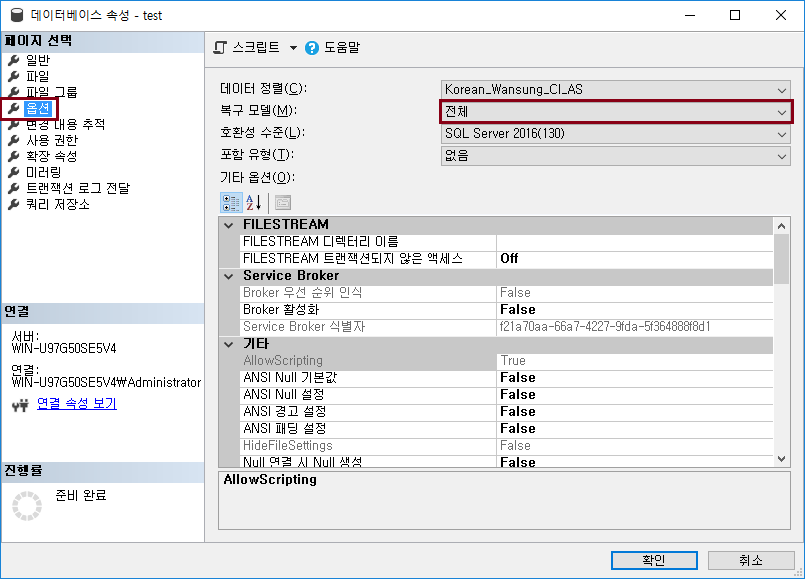 데이터베이스 속성 - test
페이지 선택
일반
파일
파일 그룹
옵션
변경 내용 추적
사용 권한
확장 속성
미러링
트랜잭션 로그 전달
쿼리 저장소
연결
서버:
WIN-U97G50SE5V4
연결:
WIN-U97G50SE5V4₩Administrator
연결 속성 보기
진행률
준비 완료
스크립트 도움말
데이터 정렬(C): Korean_Wansung_CI_AS
복구 모델(M): 전체
호환성 수준(L): SQL Server 2016(130)
포함 유형(T): 없음
기타 옵션(O):
FILESTREAM
FILESTREAM 디렉터리 이름
FILESTREAM 트랜잭션되지 않은 액세스 Off
Service Broker
Broker 우선 순위 인식 False
Broker 활성화 False
Service Broker 식별자 f21a70aa-66a7-4227-9fda-5f364888f8d1
기타
AllowScripting True
ANSI Null 기본값 False
ANSI Null 설정 False
ANSI 경고 설정 False
ANSI 패딩 설정 False
HideFileSettings False
Null 연결 시 Null 생성 False
AllowScripting
확인 취소